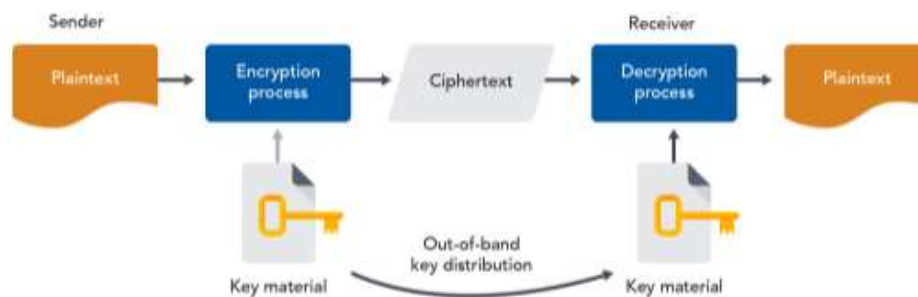 Sender
Receiver
Plaintext
Encryption
process
Ciphertext
Decryption
process
Plaintext
Out-of-band
key distribution
Key material
Key material